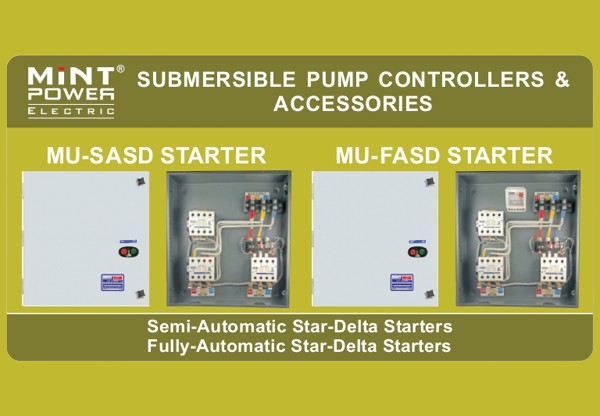 MiNT®
POWER
ELECTRIC
SUBMERSIBLE PUMP CONTROLLERS &
ACCESSORIES
MU-SASD STARTER
MU-FASD STARTER
Semi-Automatic Star-Delta Starters
Fully-Automatic Star-Delta Starters